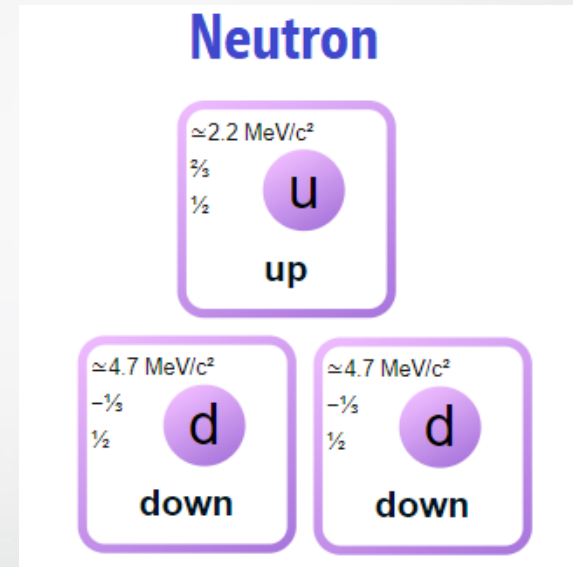 Neutron
≃2.2 MeV/c²
⅔
½
u
up
≃4.7 MeV/c²
−⅓
½
d
down
≃4.7 MeV/c²
−⅓
½
d
down